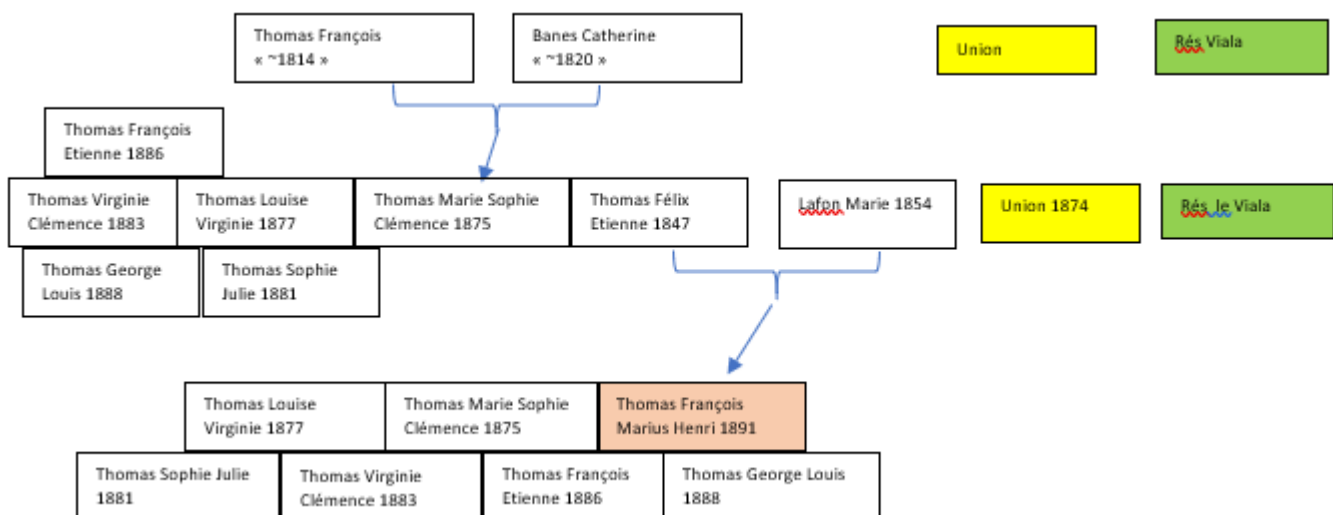 Thomas François
« ~1814 »
Banes Catherine
« ~1820 »
Union
Rés Viala
Thomas François
Etienne 1886
Thomas Virginie
Clémence 1883
Thomas Louise
Virginie 1877
Thomas Marie Sophie
Clémence 1875
Thomas Félix
Etienne 1847
Lafon Marie 1854
Union 1874
Rés le Viala
Thomas George
Louis 1888
Thomas Sophie
Julie 1881
Thomas Louise
Virginie 1877
Thomas Marie Sophie
Clémence 1875
Thomas François
Marius Henri 1891
Thomas Sophie Julie
1881
Thomas Virginie
Clémence 1883
Thomas François
Etienne 1886
Thomas George Louis
1888